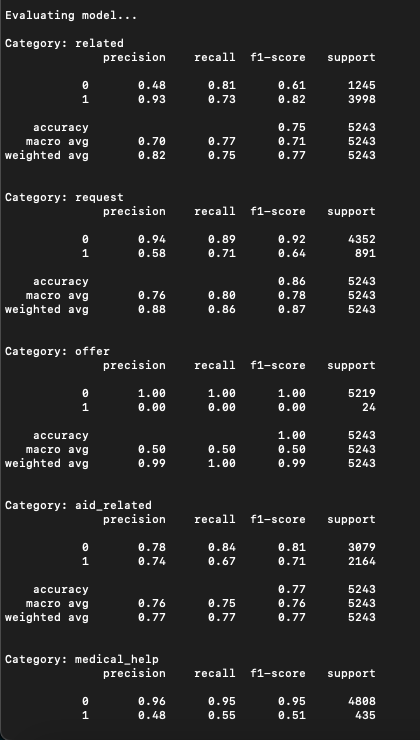 Evaluating model...
Category: related
precision recall f1-score support
0 0.48 0.81 0.61 1245
1 0.93 0.73 0.82 3998
accuracy 0.75 5243
macro avg 0.70 0.77 0.71 5243
weighted avg 0.82 0.75 0.77 5243
Category: request
precision recall f1-score support
0 0.94 0.89 0.92 4352
1 0.58 0.71 0.64 891
accuracy 0.86 5243
macro avg 0.76 0.80 0.78 5243
weighted avg 0.88 0.86 0.87 5243
Category: offer
precision recall f1-score support
0 1.00 1.00 1.00 5219
1 0.00 0.00 0.00 24
accuracy 1.00 5243
macro avg 0.50 0.50 0.50 5243
weighted avg 0.99 1.00 0.99 5243
Category: aid_related
precision recall f1-score support
0 0.78 0.84 0.81 3079
1 0.74 0.67 0.71 2164
accuracy 0.77 5243
macro avg 0.76 0.75 0.76 5243
weighted avg 0.77 0.77 0.77 5243
Category: medical_help
precision recall f1-score support
0 0.96 0.95 0.95 4808
1 0.48 0.55 0.51 435